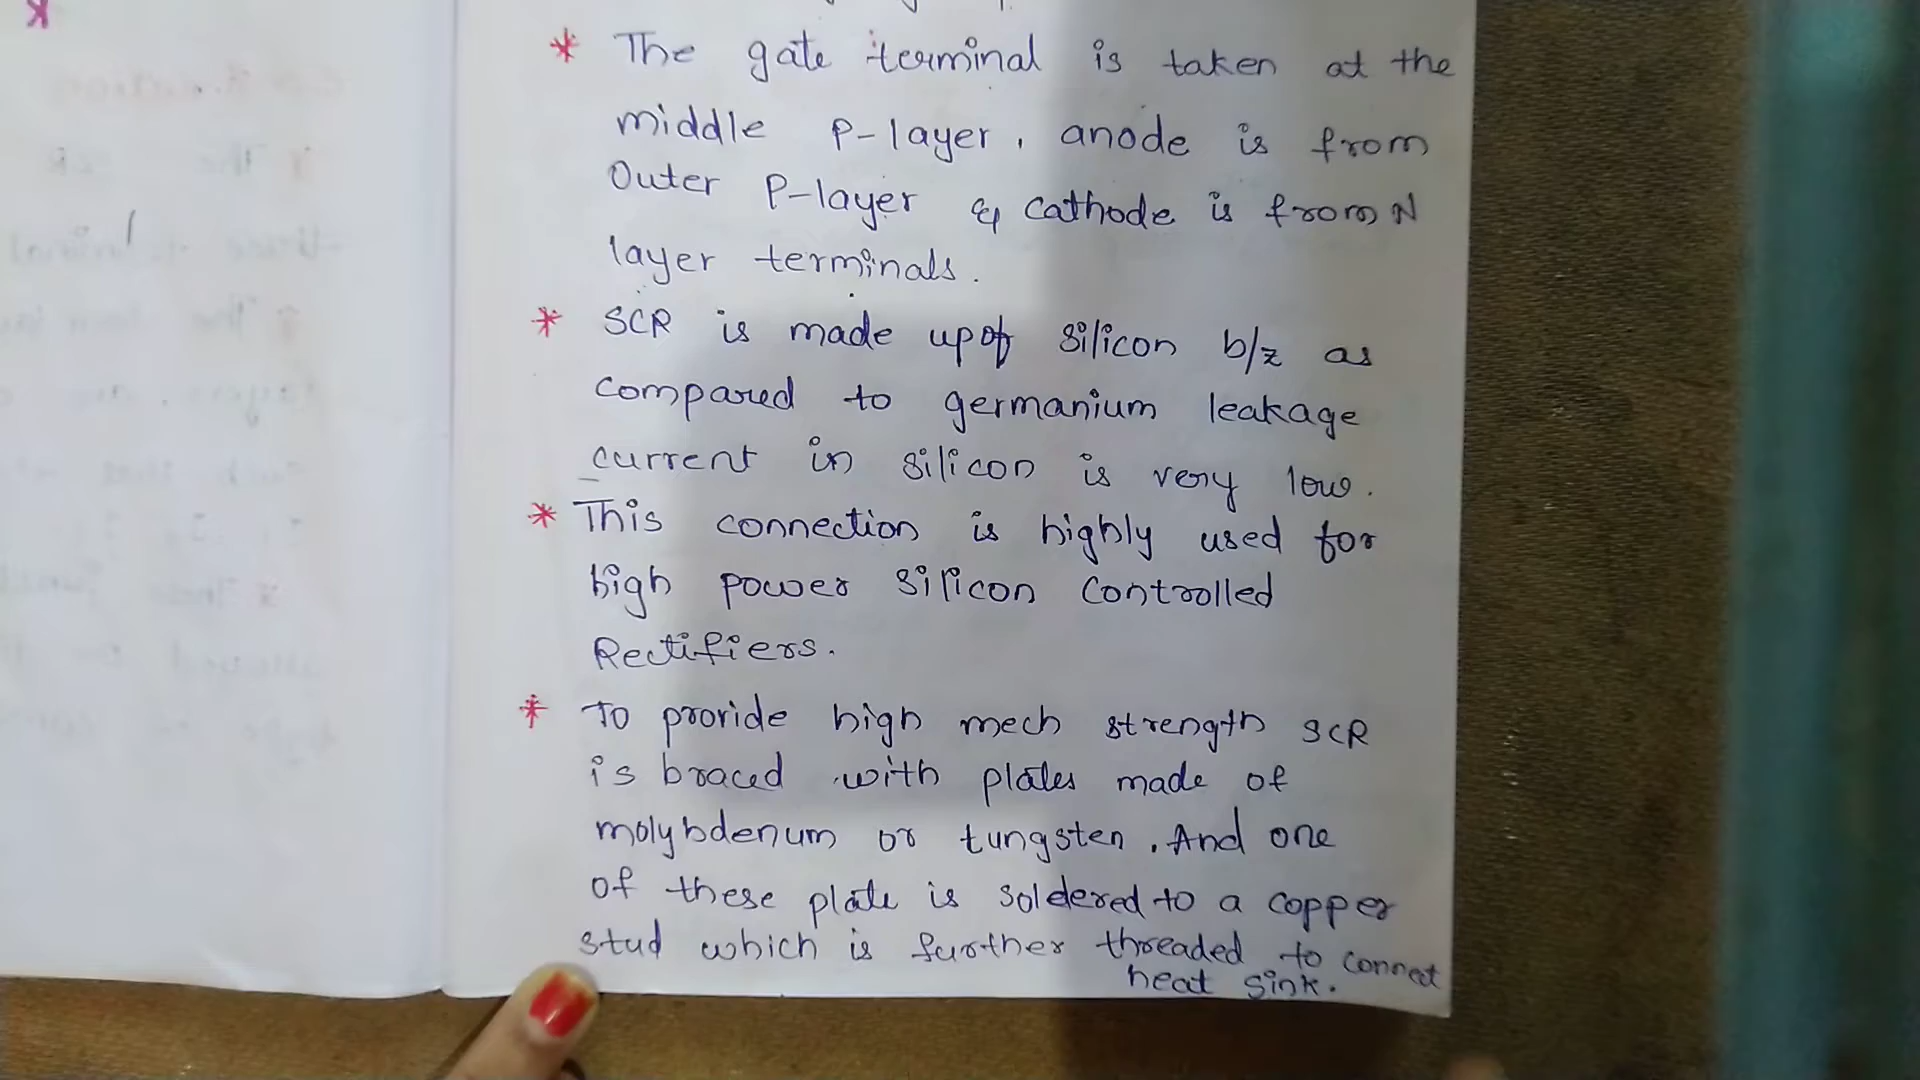 * The gate terminal is taken at the
middle P-layer, anode is from
Outer P-layer & Cathode is from N
layer terminals.
* SCR is made upof silicon b/z as
compared to germanium leakage
current in silicon is very low.
* This connection is highly used for
high power silicon controlled
Rectifiers.
* To provide high mech strength SCR
is braced with plates made of
molybdenum or tungsten. And one
of these plate is soldered to a copper
stud which is further threaded to connect
heat sink.